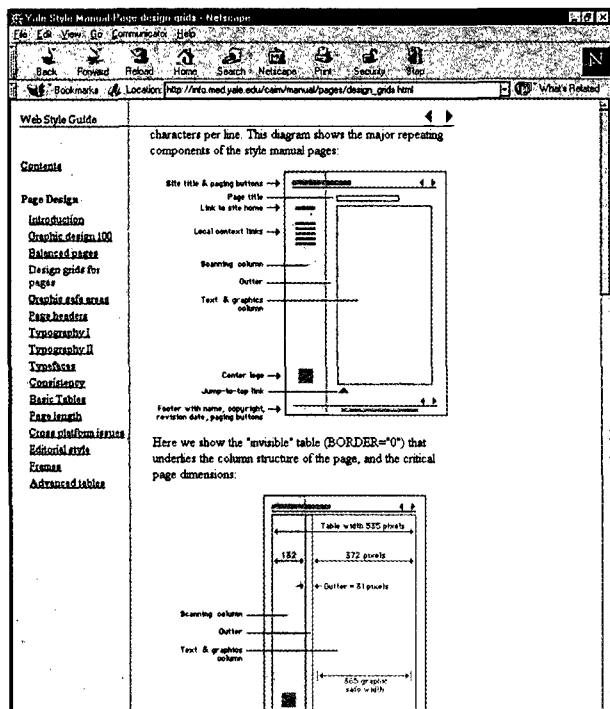 Yale Style Manual-Page design grids - Netscape
File Edit View Go Communicator Help
Back Forward Reload Home Search Netscape Print Security Stop
N
Bookmarks Location: http://info.med.yale.edu/caim/manual/pages/design_grids.html What's Related
Web Style Guide
characters per line. This diagram shows the major repeating
components of the style manual pages:
Contents
Page Design
Introduction
Graphic design 100
Balanced pages
Design grids for
pages
Graphic safe areas
Page headers
Typography I
Typography II
Typefaces
Consistency
Basic Tables
Page length
Cross platform issues
Editorial style
Frames
Advanced tables
Site title & paging buttons
Page title
Link to site home
Local context links
Scanning column
Gutter
Text & graphics
column
Center logo
Jump-to-top link
Footer with name, copyright,
revision date, paging buttons
Here we show the "invisible" table (BORDER="0") that
underlies the column structure of the page, and the critical
page dimensions:
Table width 535 pixels
132 372 pixels
Gutter = 31 pixels
Scanning column
Gutter
Text & graphics
column
365 graphic
safe width